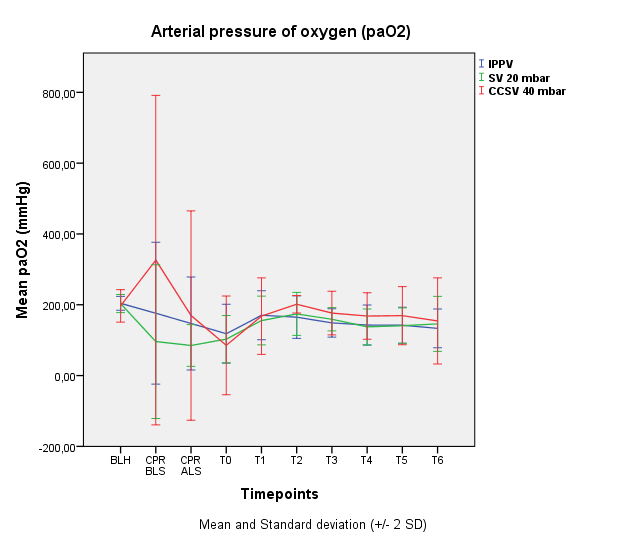 Arterial pressure of oxygen (paO2)
IPPV
SV 20 mbar
CCSV 40 mbar
Mean paO2 (mmHg)
800,00
600,00
400,00
200,00
0,00
-200,00
BLH CPR CPR T0 T1 T2 T3 T4 T5 T6
BLS ALS
Timepoints
Mean and Standard deviation (+/- 2 SD)